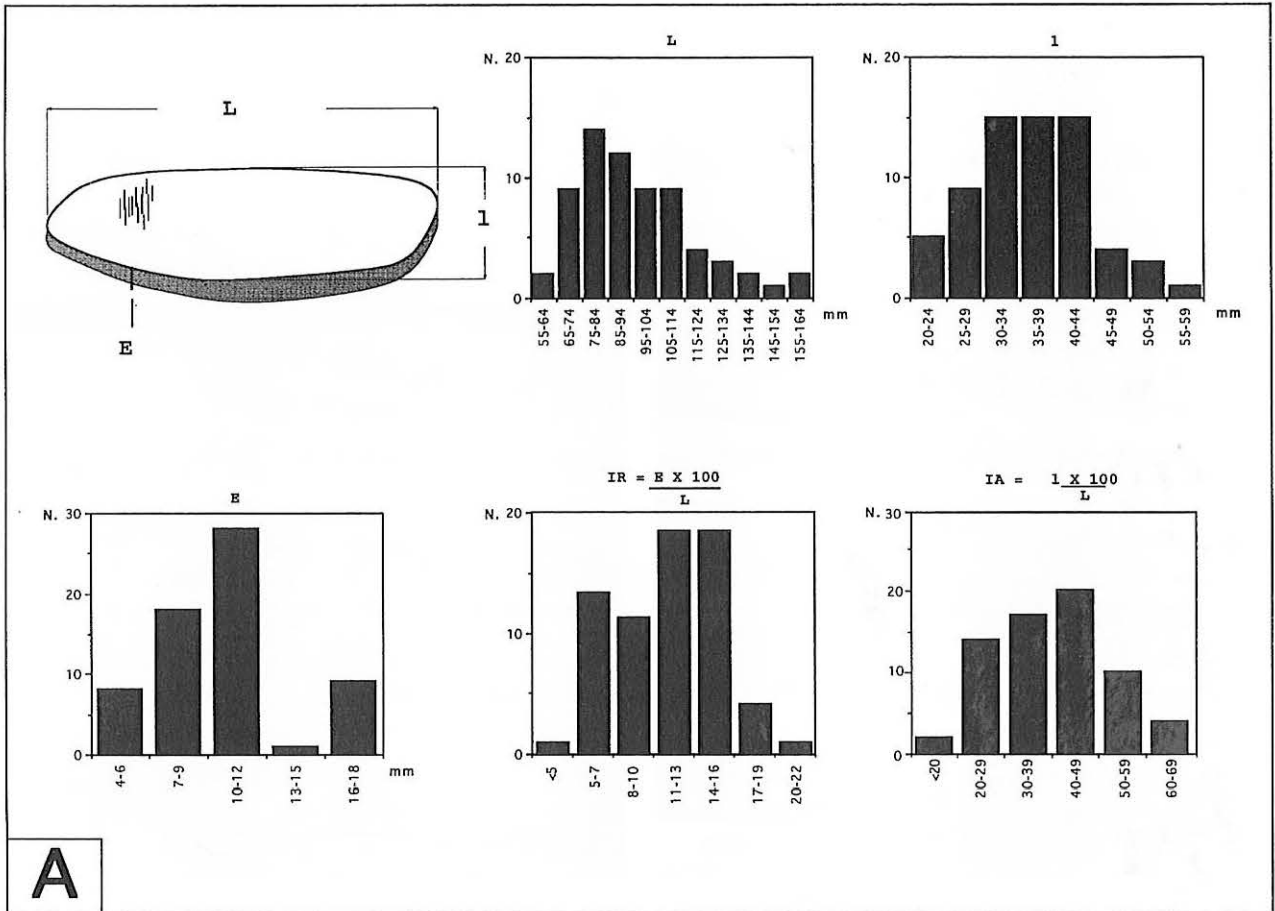 L
l
E
L
N. 20
10
0
55-64 65-74 75-84 85-94 95-104 105-114 115-124 125-134 135-144 145-154 155-164 mm
l
N. 20
10
0
20-24 25-29 30-34 35-39 40-44 45-49 50-54 55-59 mm
E
N. 30
20
10
0
4-6 7-9 10-12 13-15 16-18 mm
IR = E X 100
L
N. 20
10
0
<5 5-7 8-10 11-13 14-16 17-19 20-22
IA = l X 100
L
N. 30
20
10
0
<20 20-29 30-39 40-49 50-59 60-69
A